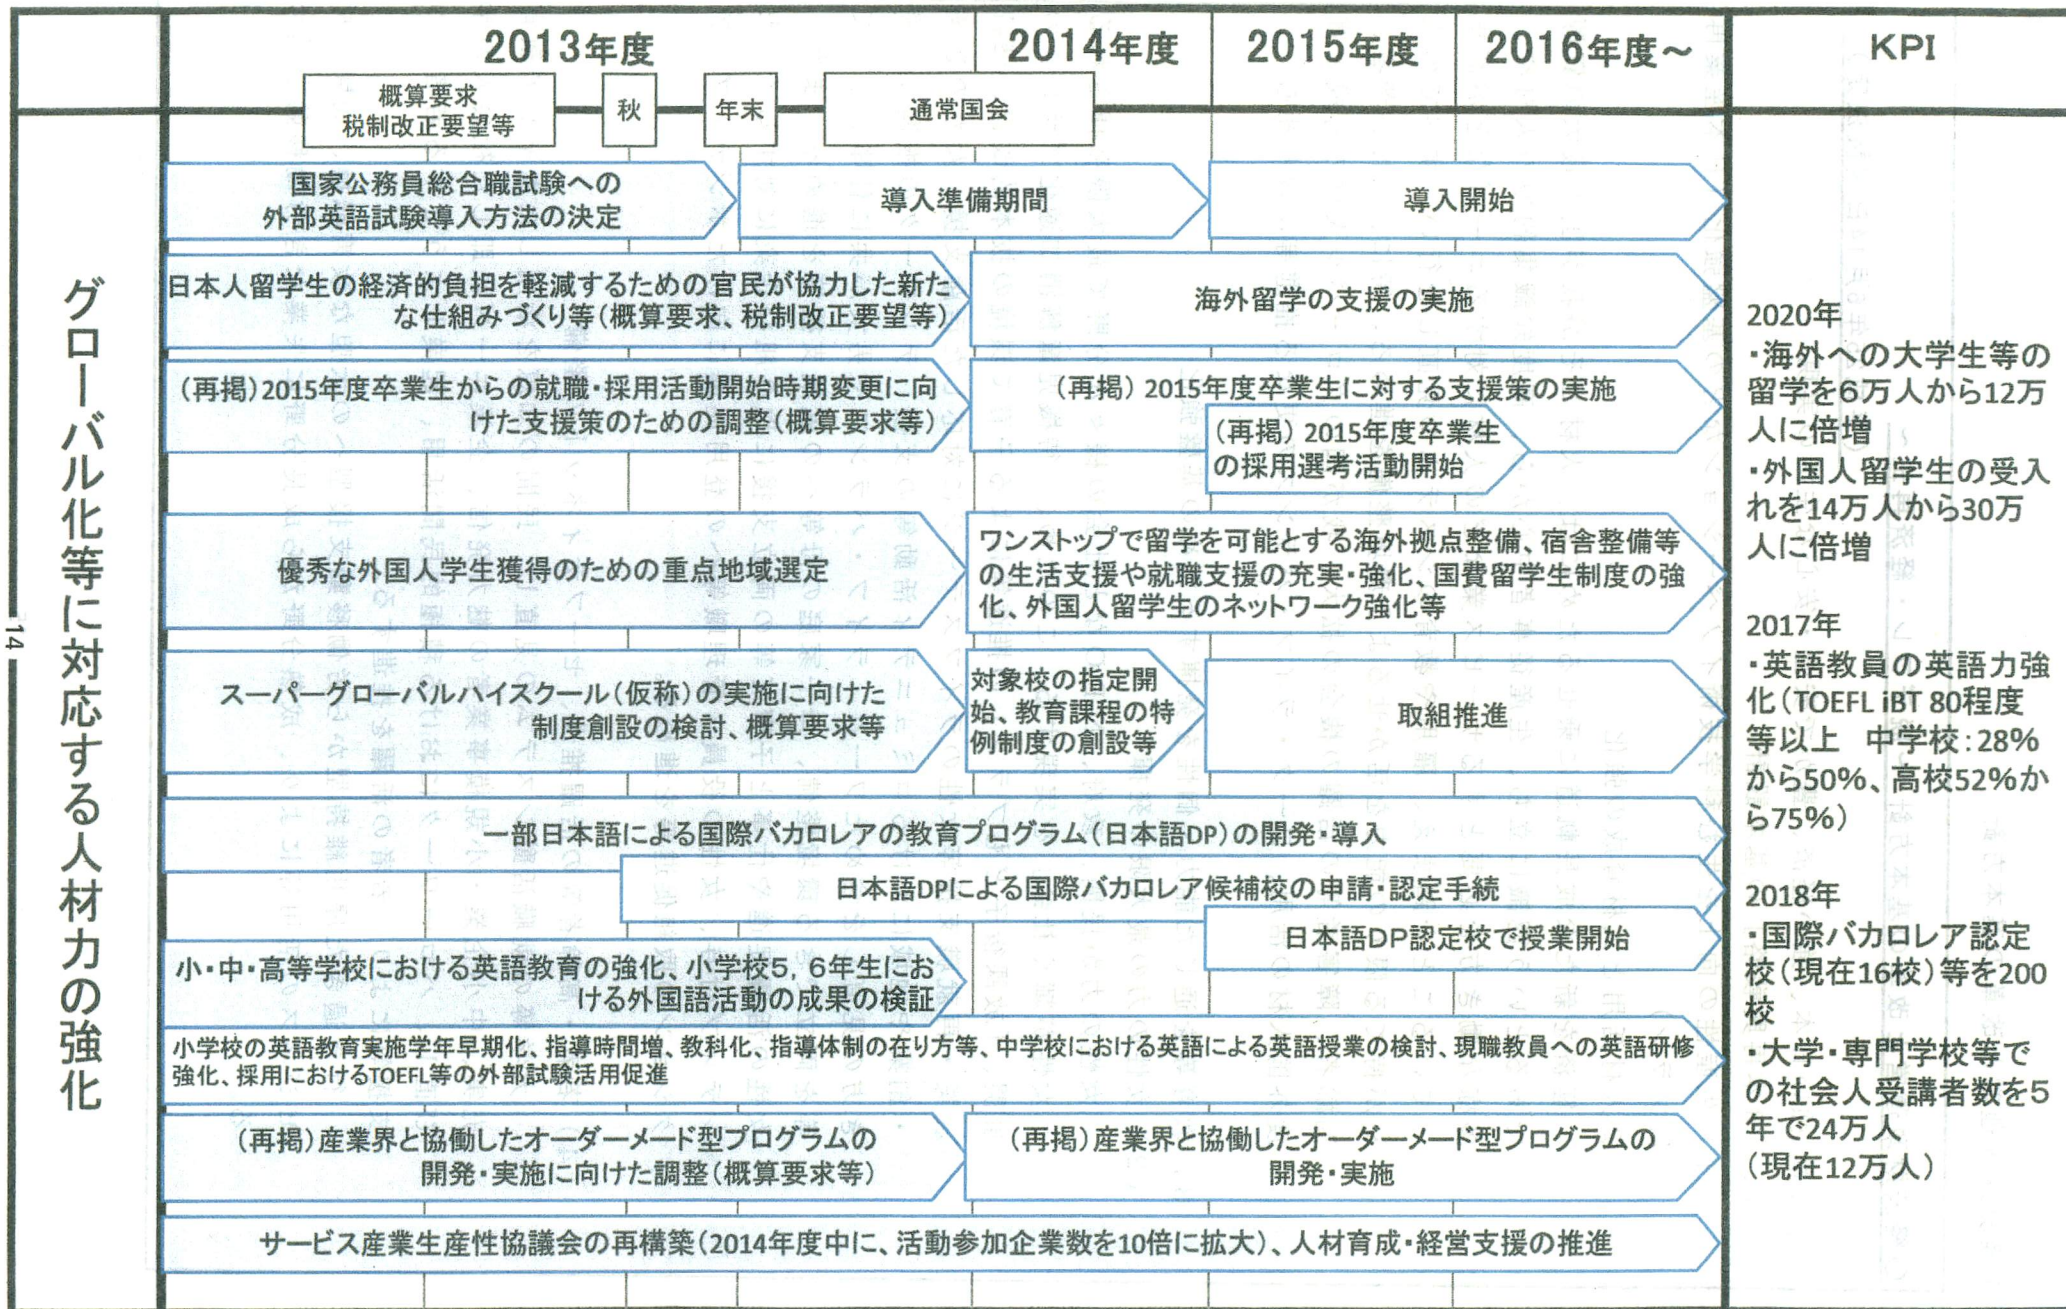 2013年度
2014年度
2015年度
2016年度～
KPI
概算要求
税制改正要望等
秋
年末
通常国会
グローバル化等に対応する人材力の強化
国家公務員総合職試験への
外部英語試験導入方法の決定
導入準備期間
導入開始
日本人留学生の経済的負担を軽減するための官民が協力した新た
な仕組みづくり等（概算要求、税制改正要望等）
海外留学の支援の実施
（再掲）2015年度卒業生からの就職・採用活動開始時期変更に向
けた支援策のための調整（概算要求等）
（再掲）2015年度卒業生に対する支援策の実施
（再掲）2015年度卒業生
の採用選考活動開始
優秀な外国人学生獲得のための重点地域選定
ワンストップで留学を可能とする海外拠点整備、宿舎整備等
の生活支援や就職支援の充実・強化、国費留学生制度の強
化、外国人留学生のネットワーク強化等
スーパーグローバルハイスクール（仮称）の実施に向けた
制度創設の検討、概算要求等
対象校の指定開
始、教育課程の特
例制度の創設等
取組推進
一部日本語による国際バカロレアの教育プログラム（日本語DP）の開発・導入
日本語DPによる国際バカロレア候補校の申請・認定手続
日本語DP認定校で授業開始
小・中・高等学校における英語教育の強化、小学校5，6年生にお
ける外国語活動の成果の検証
小学校の英語教育実施学年早期化、指導時間増、教科化、指導体制の在り方等、中学校における英語による英語授業の検討、現職教員への英語研修
強化、採用におけるTOEFL等の外部試験活用促進
（再掲）産業界と協働したオーダーメード型プログラムの
開発・実施に向けた調整（概算要求等）
（再掲）産業界と協働したオーダーメード型プログラムの
開発・実施
サービス産業生産性協議会の再構築（2014年度中に、活動参加企業数を10倍に拡大）、人材育成・経営支援の推進
2020年
・海外への大学生等の
留学を6万人から12万
人に倍増
・外国人留学生の受入
れを14万人から30万
人に倍増
2017年
・英語教員の英語力強
化（TOEFL iBT 80程度
等以上　中学校：28%
から50%、高校52%か
ら75%）
2018年
・国際バカロレア認定
校（現在16校）等を200
校
・大学・専門学校等で
の社会人受講者数を5
年で24万人
（現在12万人）
14